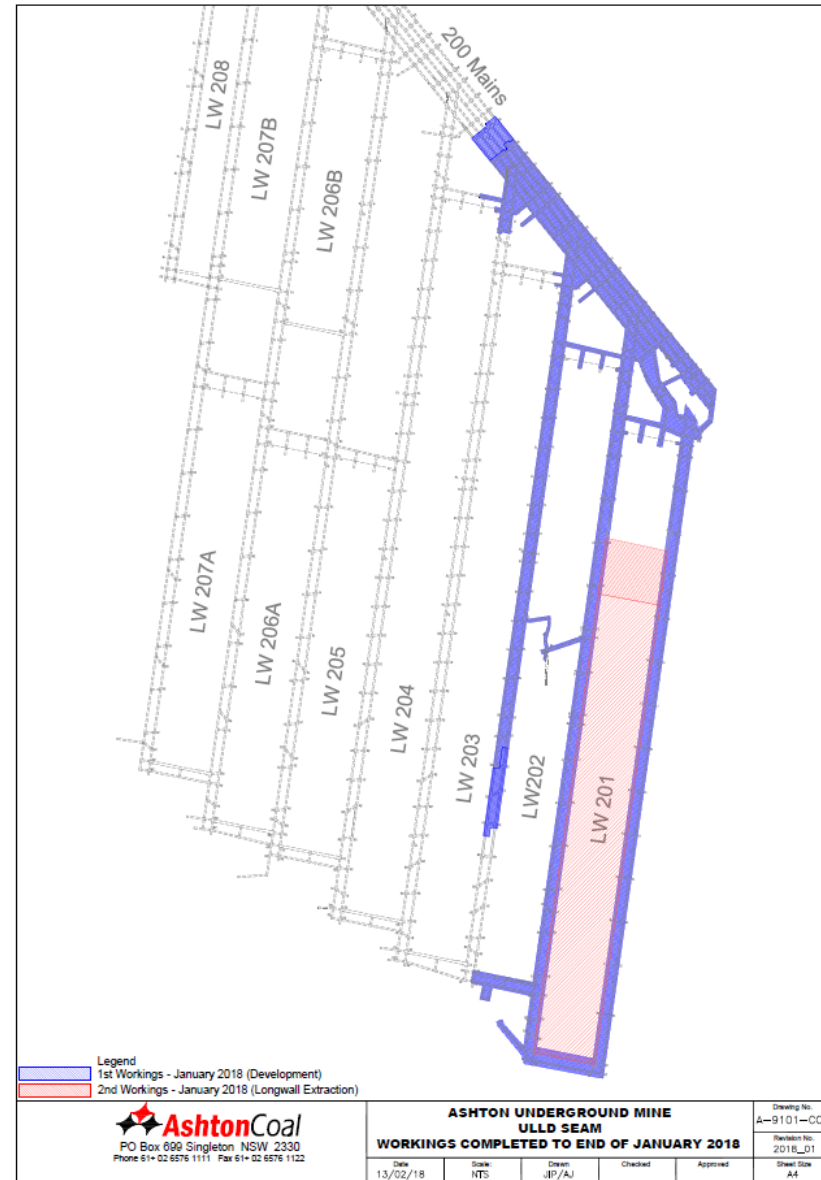 200 Mains
LW 208
LW 207B
LW 206B
LW 207A
LW 206A
LW 205
LW 204
LW 203
LW202
LW 201
Legend
1st Workings - January 2018 (Development)
2nd Workings - January 2018 (Longwall Extraction)
AshtonCoal
PO Box 699 Singleton NSW 2330
Phone 61+ 02 6576 1111 Fax 61+ 02 6576 1122
ASHTON UNDERGROUND MINE
ULLD SEAM
WORKINGS COMPLETED TO END OF JANUARY 2018
Date
13/02/18
Scale:
NTS
Drawn
JIP/AJ
Checked
Approved
Drawing No.
A-9101-CC
Revision No.
2018_01
Sheet Size
A4